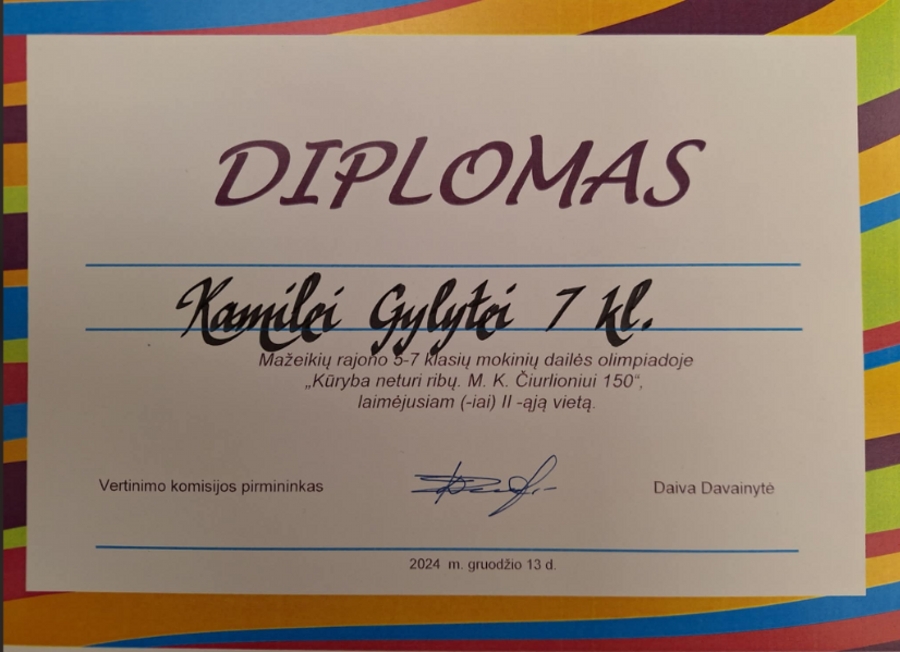 DIPLOMAS
Kamilei Gylytei 7 kl.
Mažeikių rajono 5-7 klasių mokinių dailės olimpiadoje
„Kūryba neturi ribų. M. K. Čiurlioniui 150“,
laimėjusiam (-iai) II -ąją vietą.
Vertinimo komisijos pirmininkas Daiva Davainytė
2024 m. gruodžio 13 d.